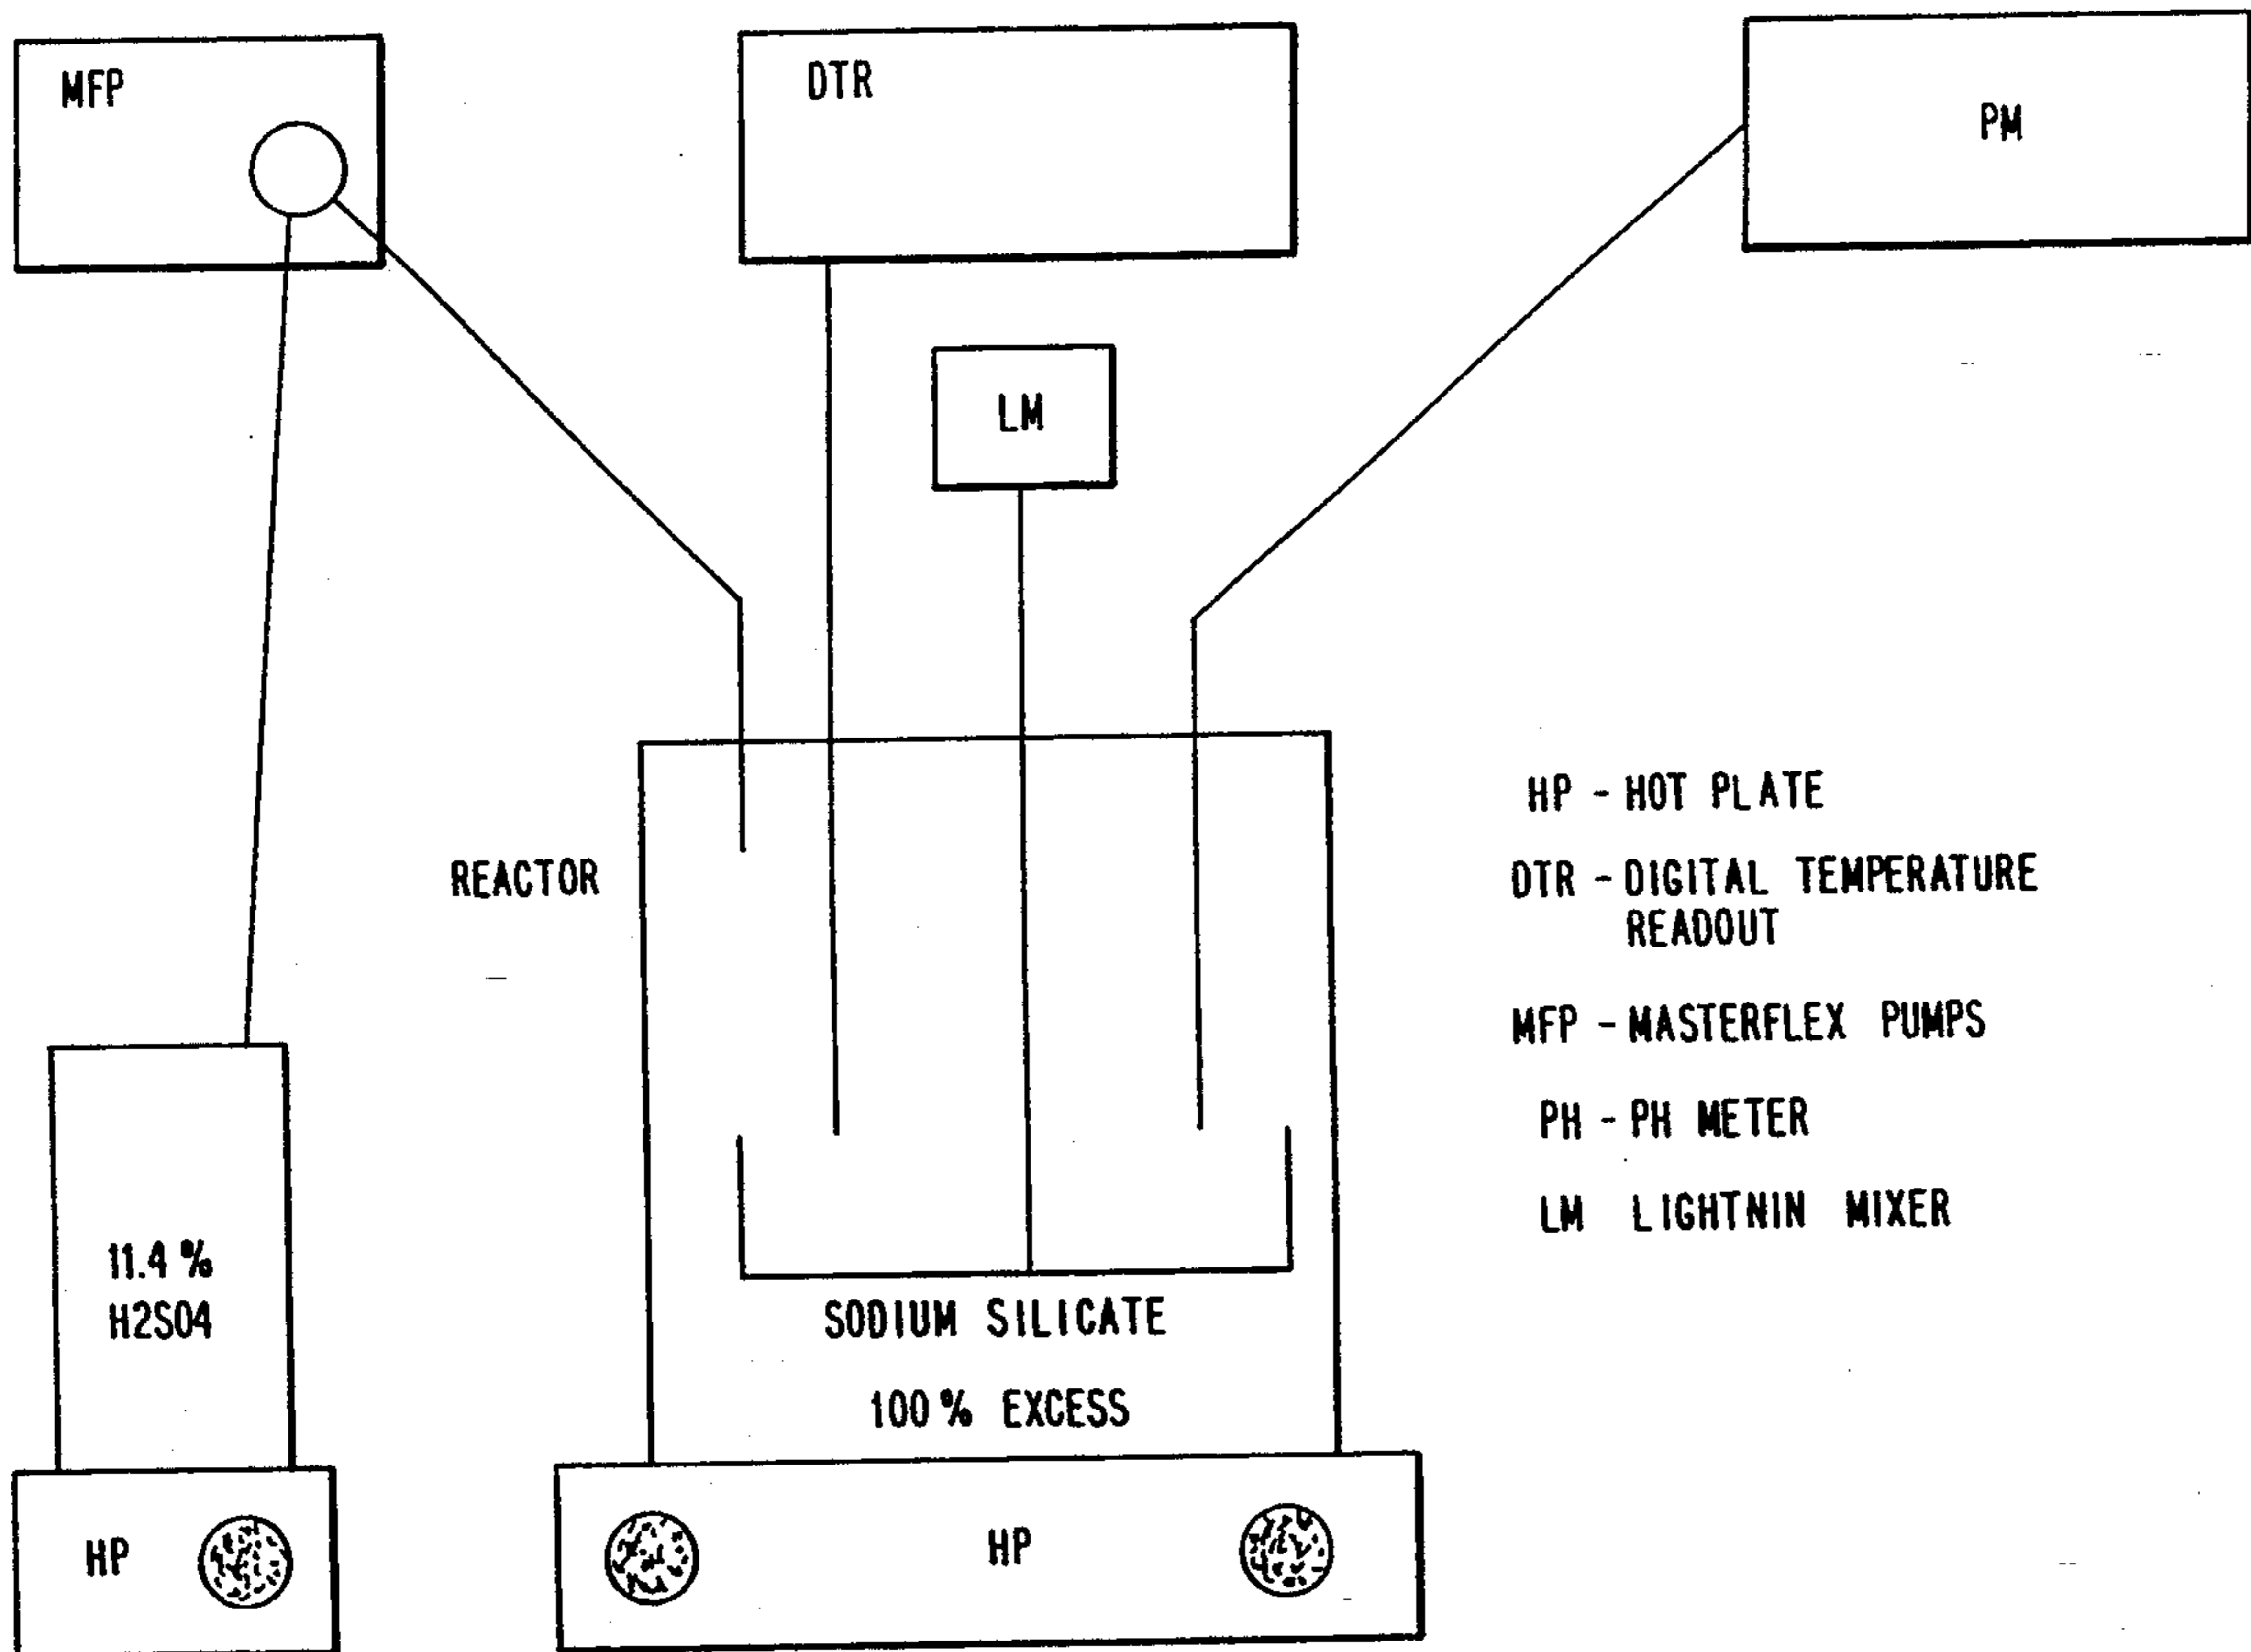 MFP
DTR
PM
LM
REACTOR
HP - HOT PLATE
DTR - DIGITAL TEMPERATURE
READOUT
MFP - MASTERFLEX PUMPS
PH - PH METER
LM LIGHTNIN MIXER
11.4 %
H2SO4
SODIUM SILICATE
100 % EXCESS
HP
HP